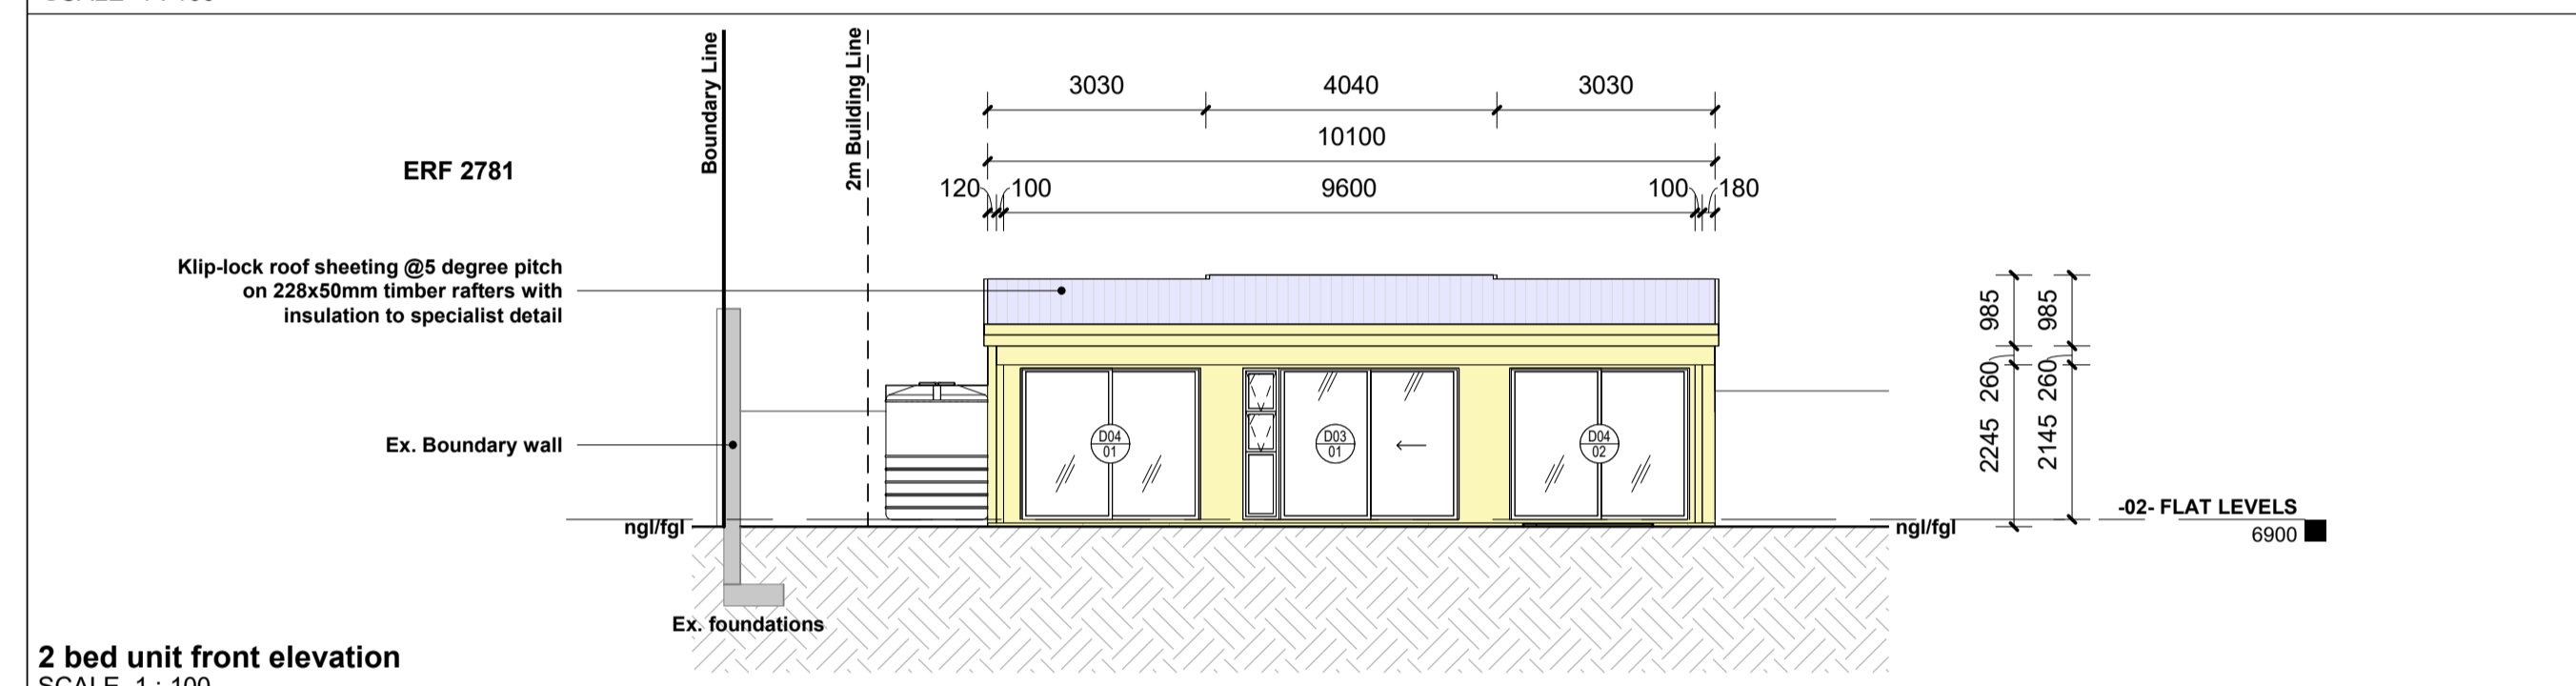 Boundary Line
2m Building Line
3030 4040 3030
10100
120 100 9600 100 180
ERF 2781
Klip-lock roof sheeting @5 degree pitch
on 228x50mm timber rafters with
insulation to specialist detail
985 985
260 260
2245 2145
Ex. Boundary wall
D04 D03 D04
01 01 02
-02- FLAT LEVELS
6900
ngl/fgl ngl/fgl
Ex. foundations
2 bed unit front elevation
SCALE 1 : 100